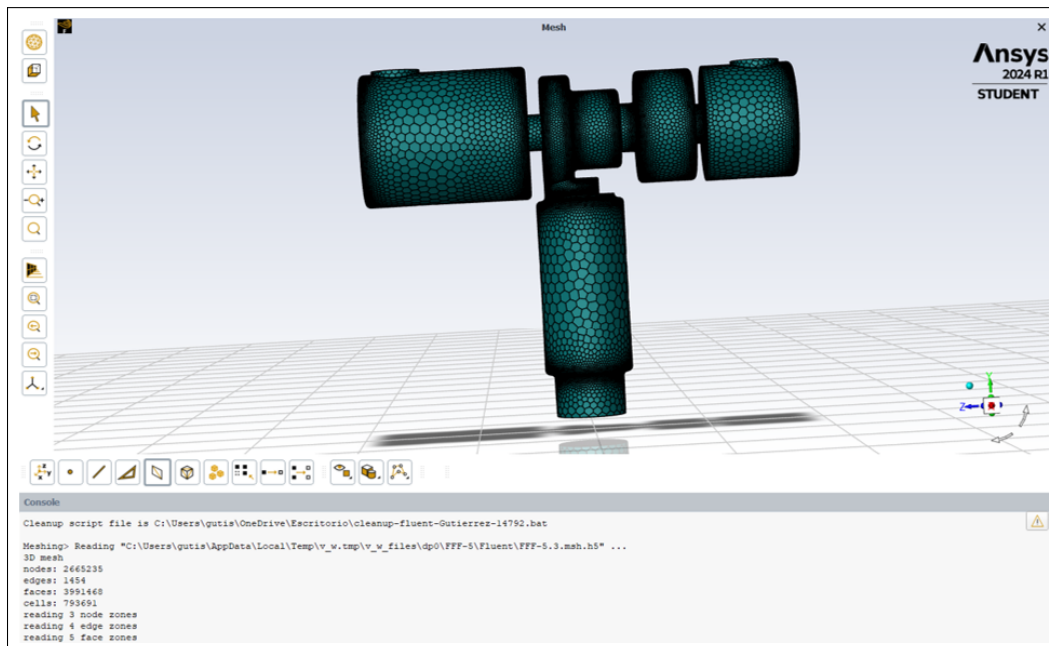 Mesh
Ansys
2024 R1
STUDENT
Y
Z
Console
Cleanup script file is C:\Users\gutis\OneDrive\Escritorio\cleanup-fluent-Gutierrez-14792.bat
Meshing> Reading "C:\Users\gutis\AppData\Local\Temp\v_w.tmp\v_w_files\dp0\FFF-5\Fluent\FFF-5.3.msh.h5" ...
3D mesh
nodes: 2665235
edges: 1454
faces: 3991468
cells: 793691
reading 3 node zones
reading 4 edge zones
reading 5 face zones